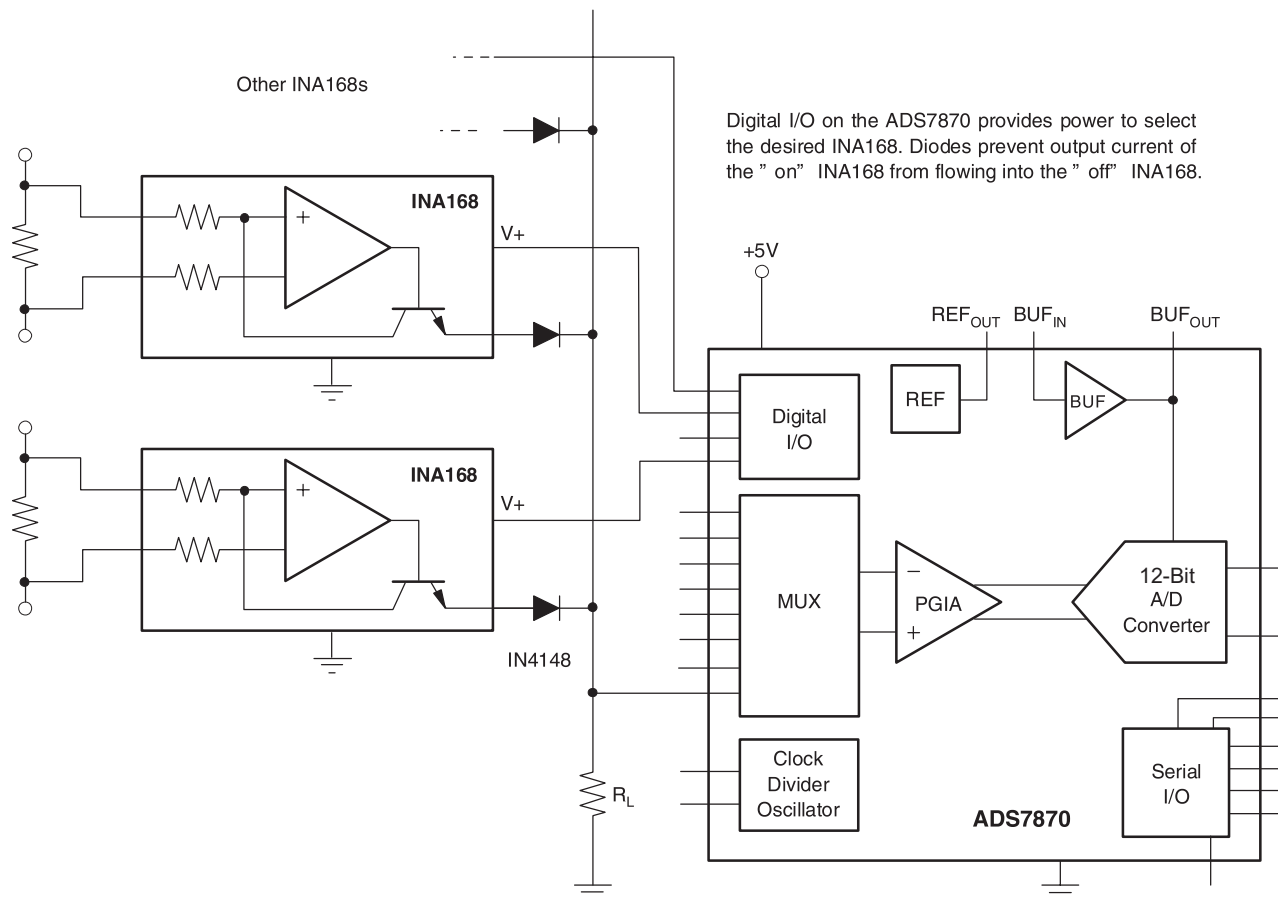 Other INA168s
Digital I/O on the ADS7870 provides power to select
the desired INA168. Diodes prevent output current of
the ” on” INA168 from flowing into the ” off” INA168.
INA168
+
V+
+5V
REFOUT
BUFIN
BUFOUT
REF
BUF
Digital
I/O
INA168
+
V+
MUX
−
PGIA
+
12-Bit
A/D
Converter
IN4148
RL
Clock
Divider
Oscillator
Serial
I/O
ADS7870